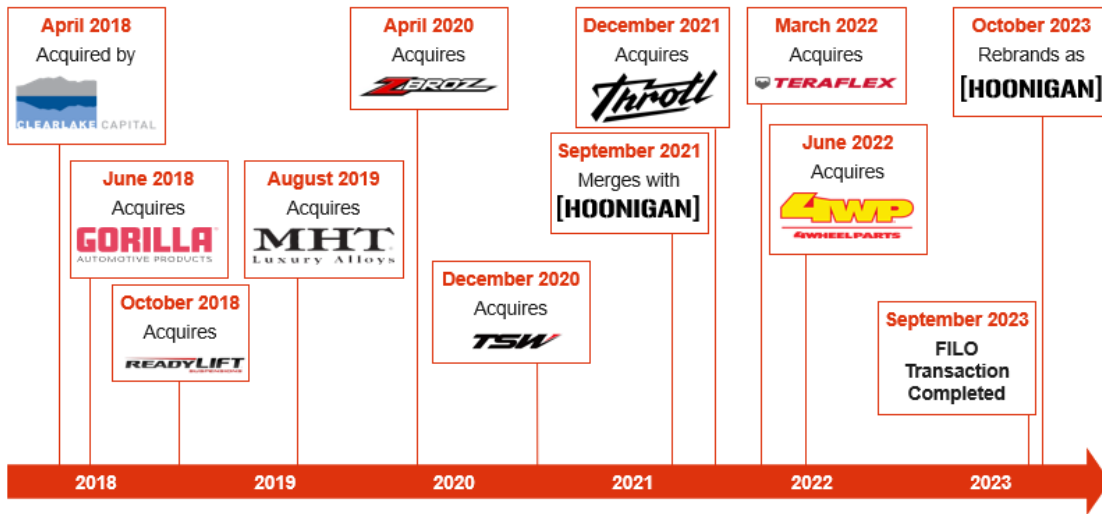 April 2018
Acquired by
CLEARLAKE CAPITAL
June 2018
Acquires
GORILLA
AUTOMOTIVE PRODUCTS
October 2018
Acquires
READYLIFT
SUSPENSIONS
August 2019
Acquires
MHT
Luxury Alloys
April 2020
Acquires
ZBROZ
December 2020
Acquires
TSW
December 2021
Acquires
Throtl
September 2021
Merges with
[HOONIGAN]
March 2022
Acquires
TERAFLEX
June 2022
Acquires
4WP
4WHEELPARTS
September 2023
FILO
Transaction
Completed
October 2023
Rebrands as
[HOONIGAN]
2018 2019 2020 2021 2022 2023